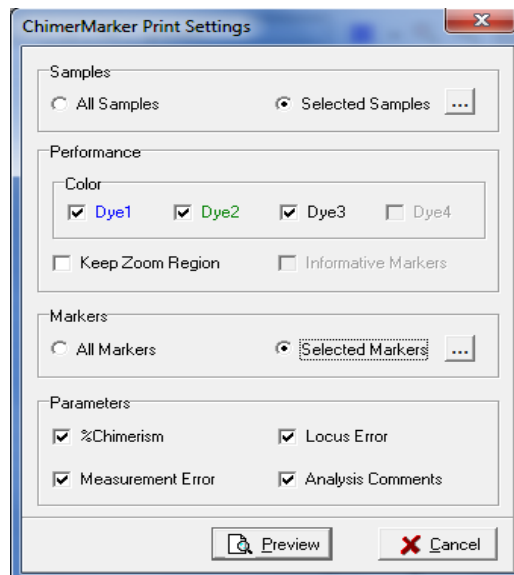 ChimerMarker Print Settings
Samples
All Samples Selected Samples ...
Performance
Color
Dye1 Dye2 Dye3 Dye4
Keep Zoom Region Informative Markers
Markers
All Markers Selected Markers ...
Parameters
%Chimerism Locus Error
Measurement Error Analysis Comments
Preview Cancel